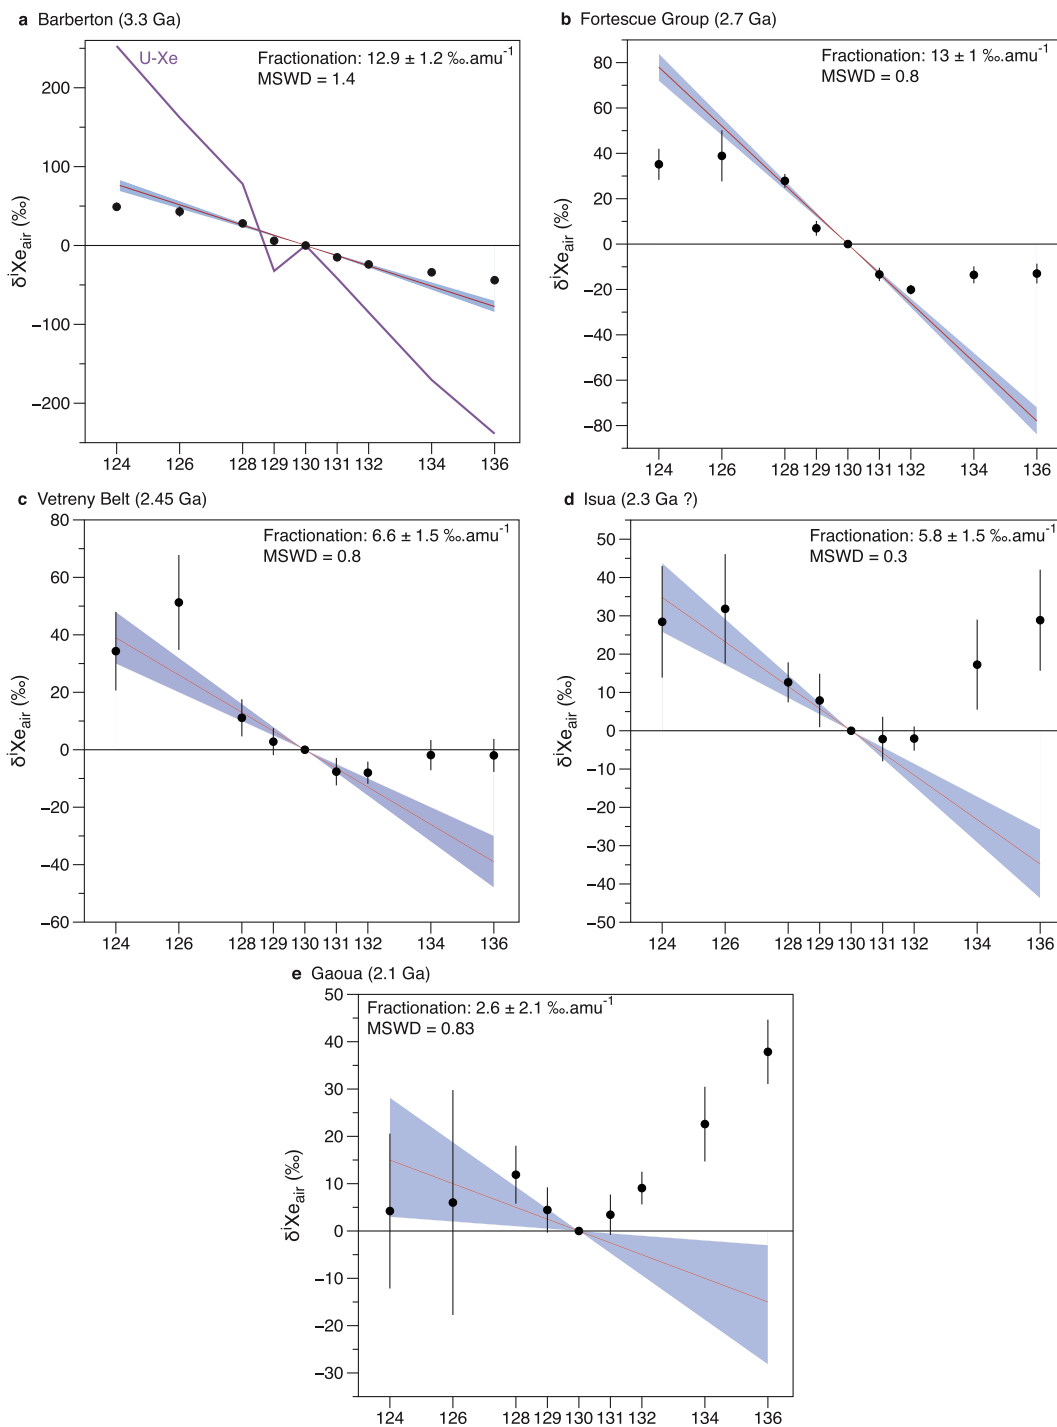 a Barberton (3.3 Ga)
U-Xe
Fractionation: 12.9 ± 1.2 ‰.amu⁻¹
MSWD = 1.4
δⁱXeₐᵢᵣ (‰)
200
100
0
−100
−200
124 126 128 129 130 131 132 134 136
b Fortescue Group (2.7 Ga)
Fractionation: 13 ± 1 ‰.amu⁻¹
MSWD = 0.8
δⁱXeₐᵢᵣ (‰)
80
60
40
20
0
−20
−40
−60
−80
124 126 128 129 130 131 132 134 136
c Vetreny Belt (2.45 Ga)
Fractionation: 6.6 ± 1.5 ‰.amu⁻¹
MSWD = 0.8
δⁱXeₐᵢᵣ (‰)
80
60
40
20
0
−20
−40
−60
124 126 128 129 130 131 132 134 136
d Isua (2.3 Ga ?)
Fractionation: 5.8 ± 1.5 ‰.amu⁻¹
MSWD = 0.3
δⁱXeₐᵢᵣ (‰)
50
40
30
20
10
0
−10
−20
−30
−40
−50
124 126 128 129 130 131 132 134 136
e Gaoua (2.1 Ga)
Fractionation: 2.6 ± 2.1 ‰.amu⁻¹
MSWD = 0.83
δⁱXeₐᵢᵣ (‰)
50
40
30
20
10
0
−10
−20
−30
124 126 128 129 130 131 132 134 136